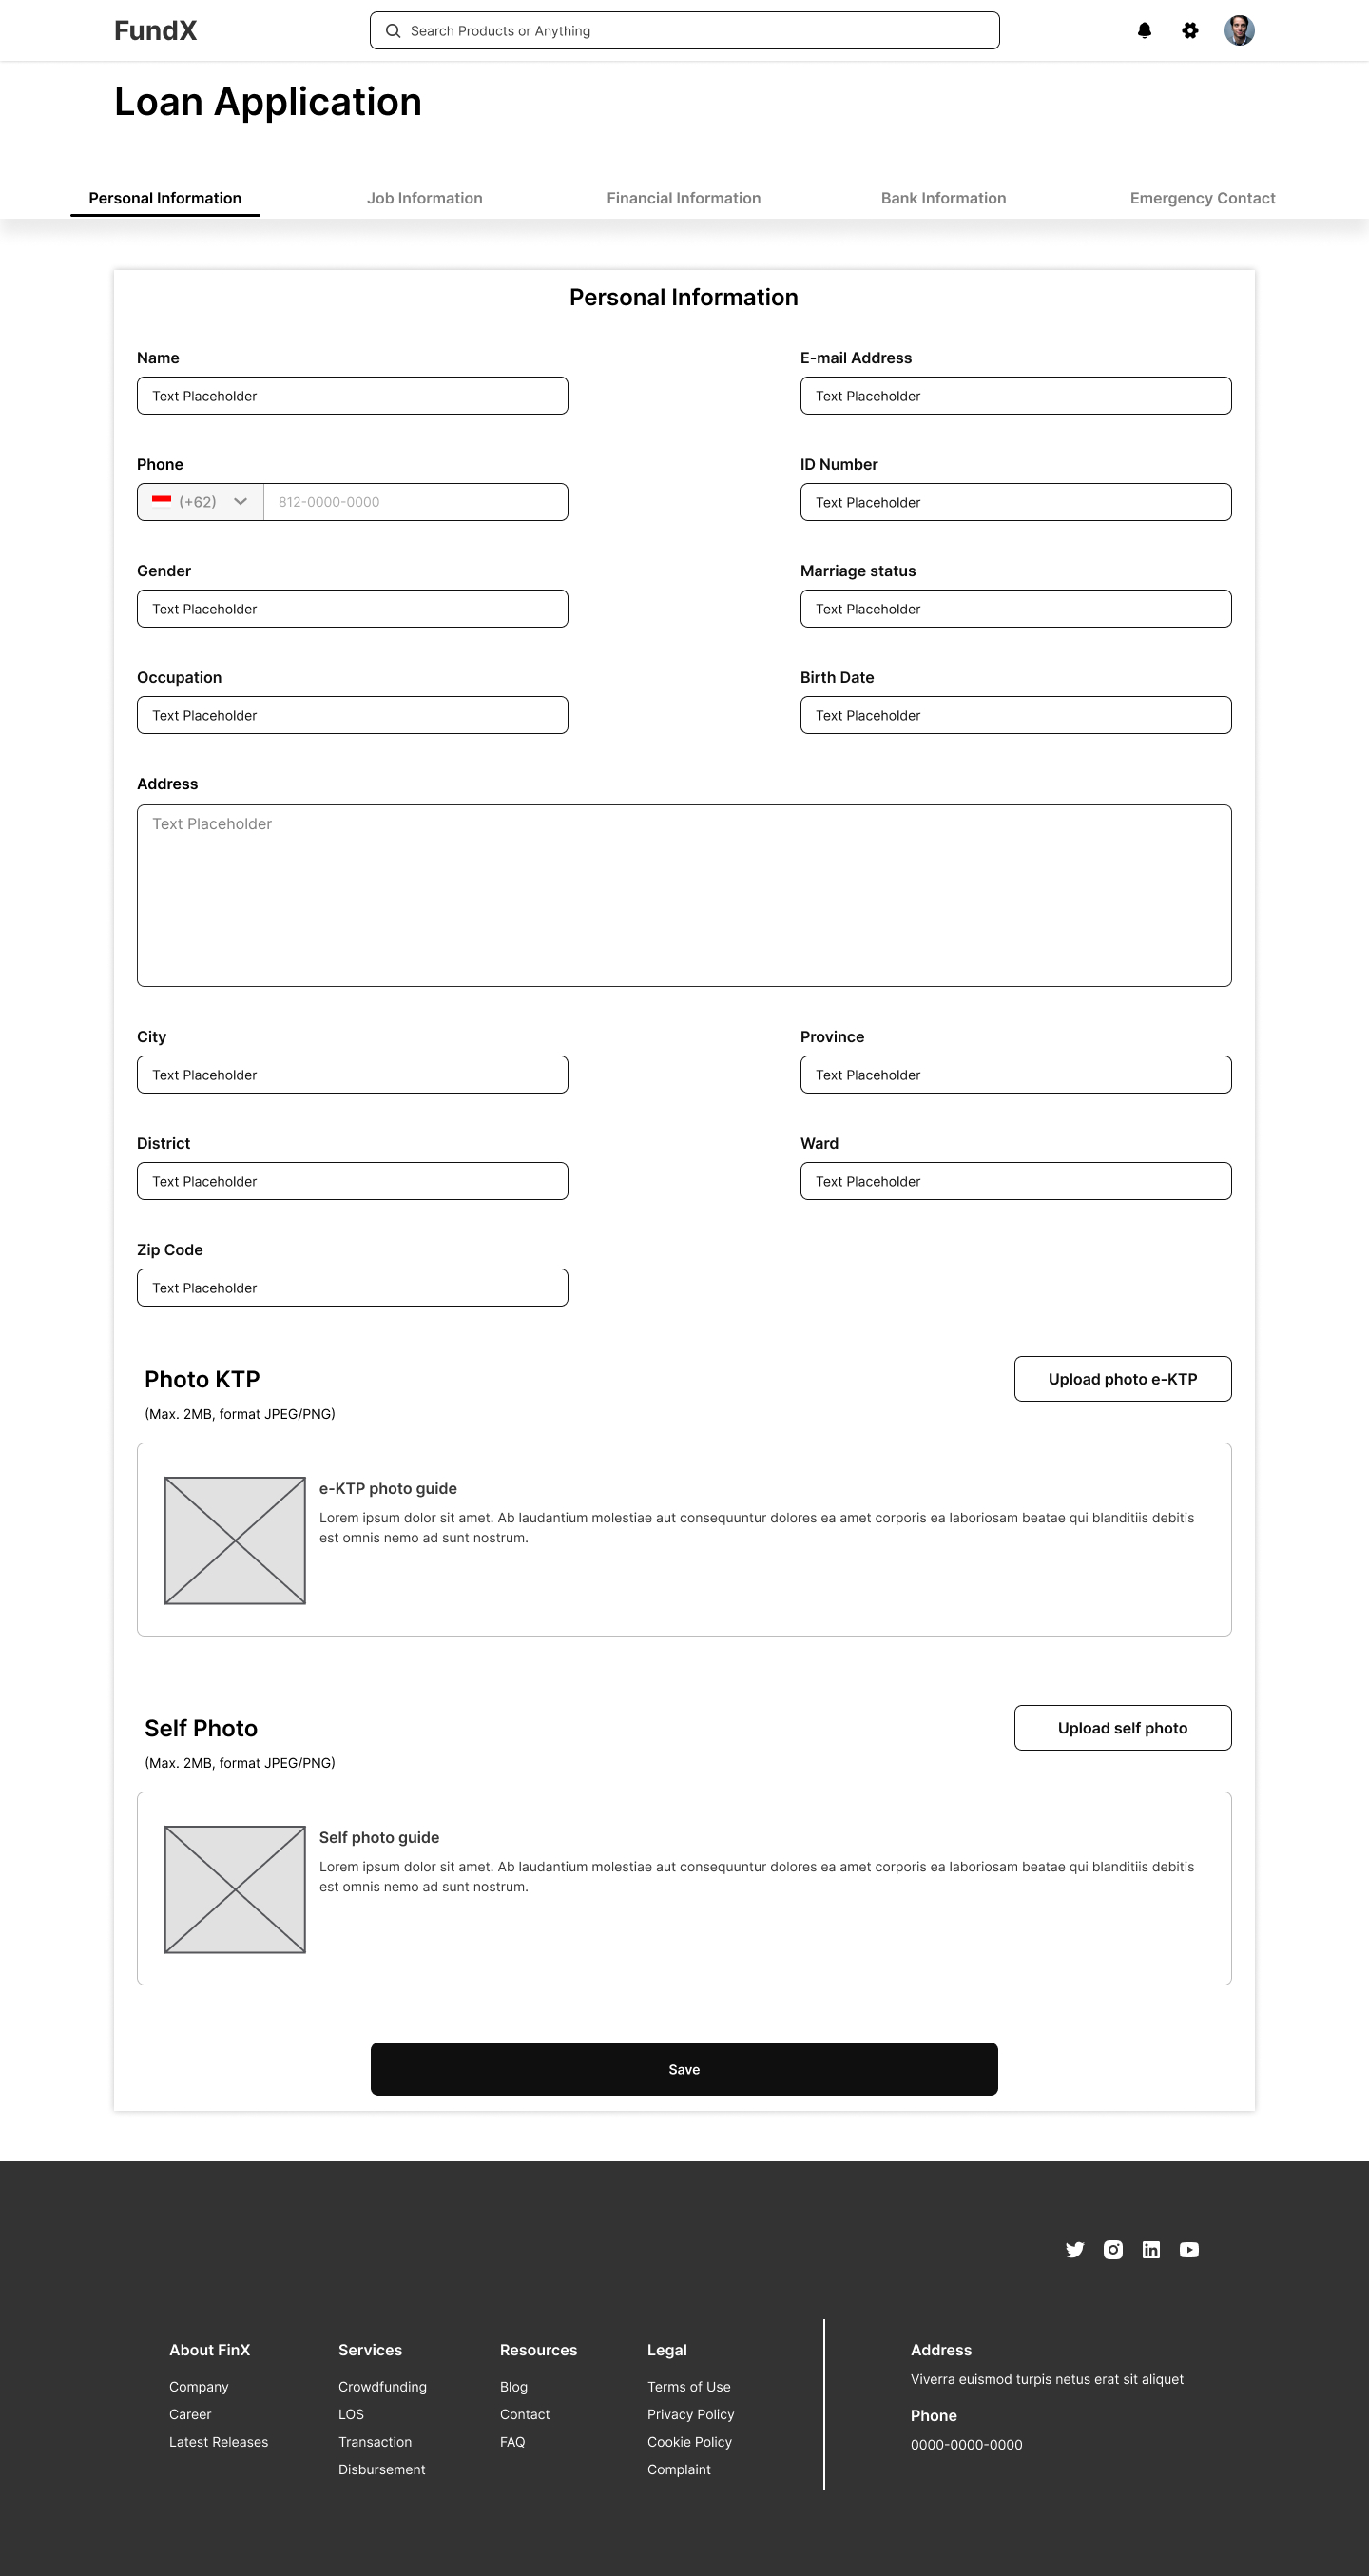 FundX
Search Products or Anything
Loan Application
Personal Information
Job Information
Financial Information
Bank Information
Emergency Contact
Personal Information
Name
E-mail Address
Text Placeholder
Text Placeholder
Phone
ID Number
(+62)
812-0000-0000
Text Placeholder
Gender
Marriage status
Text Placeholder
Text Placeholder
Occupation
Birth Date
Text Placeholder
Text Placeholder
Address
Text Placeholder
City
Province
Text Placeholder
Text Placeholder
District
Ward
Text Placeholder
Text Placeholder
Zip Code
Text Placeholder
Photo KTP
Upload photo e-KTP
(Max. 2MB, format JPEG/PNG)
e-KTP photo guide
Lorem ipsum dolor sit amet. Ab laudantium molestiae aut consequuntur dolores ea amet corporis ea laboriosam beatae qui blanditiis debitis
est omnis nemo ad sunt nostrum.
Self Photo
Upload self photo
(Max. 2MB, format JPEG/PNG)
Self photo guide
Lorem ipsum dolor sit amet. Ab laudantium molestiae aut consequuntur dolores ea amet corporis ea laboriosam beatae qui blanditiis debitis
est omnis nemo ad sunt nostrum.
Save
About FinX
Company
Career
Latest Releases
Services
Crowdfunding
LOS
Transaction
Disbursement
Resources
Blog
Contact
FAQ
Legal
Terms of Use
Privacy Policy
Cookie Policy
Complaint
Address
Viverra euismod turpis netus erat sit aliquet
Phone
0000-0000-0000